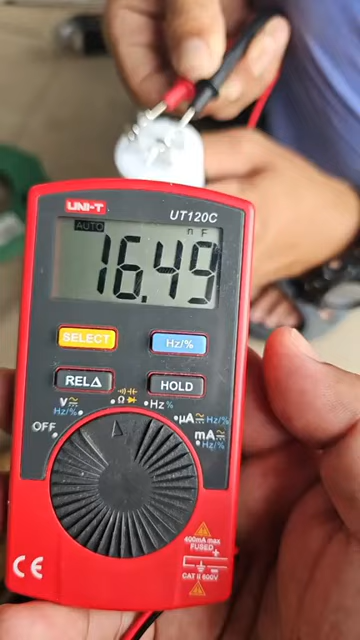 UNI-T
UT120C
AUTO
n F
16.49
SELECT
Hz/%
REL△
HOLD
V
Hz/%
Ω
Hz%
µA Hz/%
mA
Hz/%
OFF
400mA max
FUSED
CAT II 600V
CE